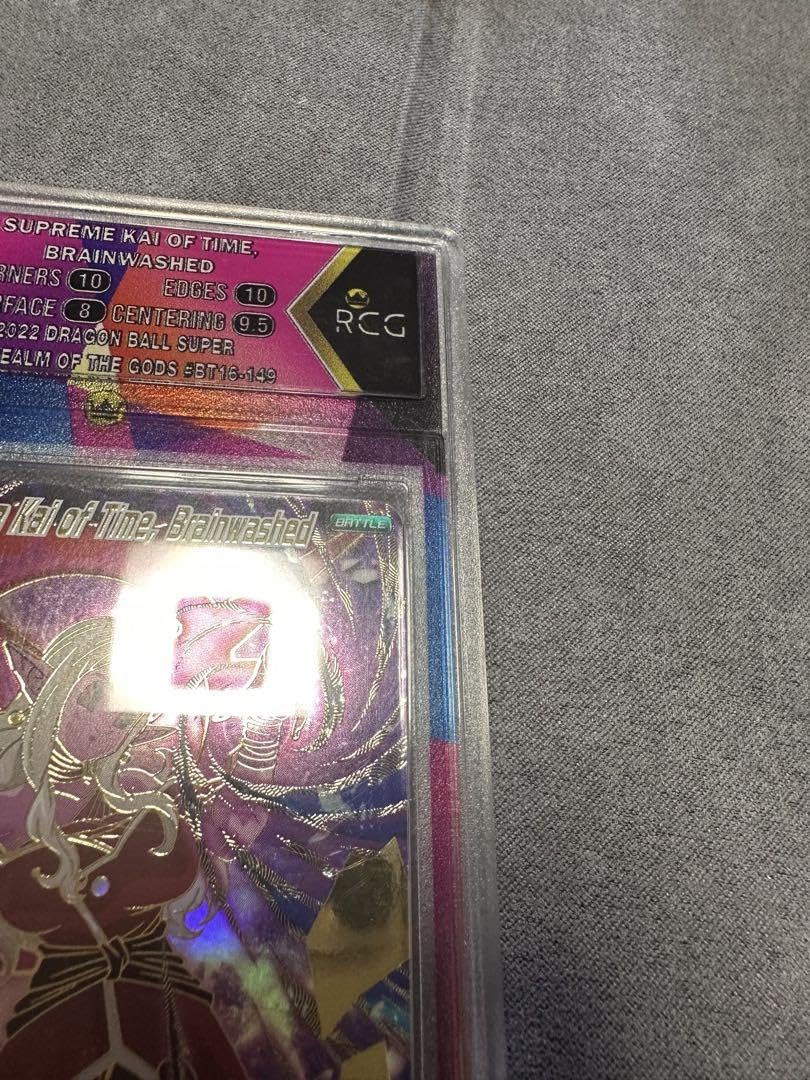 SUPREME KAI OF TIME,
BRAINWASHED
RNERS 10 EDGES 10
RFACE 8 CENTERING 9.5
2022 DRAGON BALL SUPER
EALM OF THE GODS #BT16-149
RCG
Kai of Time, Brainwashed
BATTLE